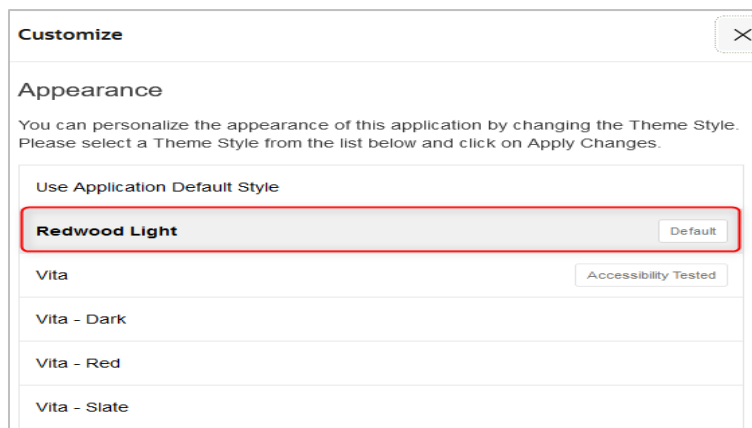 Customize
Appearance
You can personalize the appearance of this application by changing the Theme Style.
Please select a Theme Style from the list below and click on Apply Changes.
Use Application Default Style
Redwood Light Default
Vita Accessibility Tested
Vita - Dark
Vita - Red
Vita - Slate